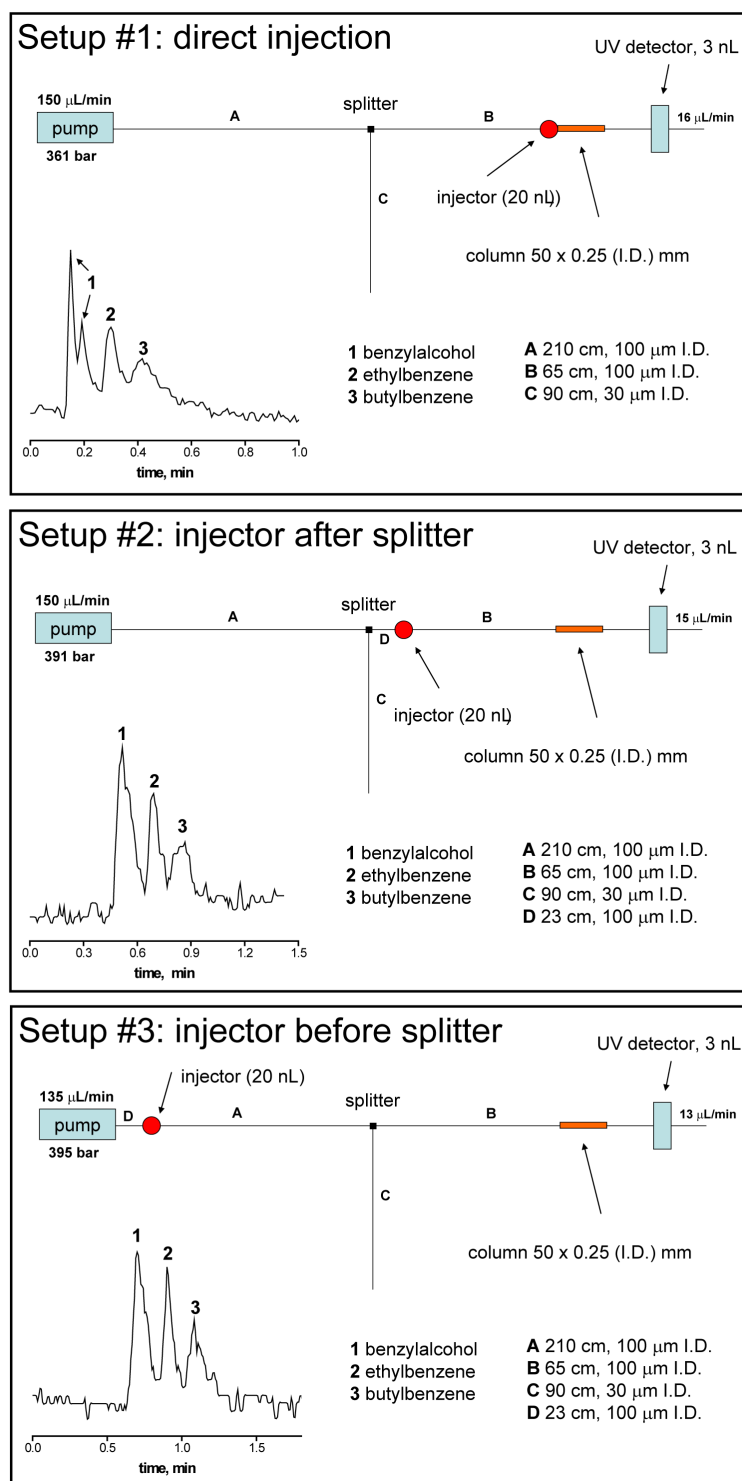 Setup #1: direct injection
UV detector, 3 nL
150 μL/min
splitter
A
B
16 μL/min
pump
361 bar
injector (20 nL))
C
column 50 x 0.25 (I.D.) mm
1
2
3
1 benzylalcohol
2 ethylbenzene
3 butylbenzene
A 210 cm, 100 μm I.D.
B 65 cm, 100 μm I.D.
C 90 cm, 30 μm I.D.
0.0 0.2 0.4 0.6 0.8 1.0
time, min
Setup #2: injector after splitter
UV detector, 3 nL
150 μL/min
splitter
A
B
15 μL/min
pump
D
391 bar
C
injector (20 nL)
column 50 x 0.25 (I.D.) mm
1
2
3
1 benzylalcohol
2 ethylbenzene
3 butylbenzene
A 210 cm, 100 μm I.D.
B 65 cm, 100 μm I.D.
C 90 cm, 30 μm I.D.
D 23 cm, 100 μm I.D.
0.0 0.3 0.6 0.9 1.2 1.5
time, min
Setup #3: injector before splitter
UV detector, 3 nL
injector (20 nL)
135 μL/min
splitter
D
A
B
13 μL/min
pump
395 bar
C
column 50 x 0.25 (I.D.) mm
1
2
3
1 benzylalcohol
2 ethylbenzene
3 butylbenzene
A 210 cm, 100 μm I.D.
B 65 cm, 100 μm I.D.
C 90 cm, 30 μm I.D.
D 23 cm, 100 μm I.D.
0.0 0.5 1.0 1.5
time, min